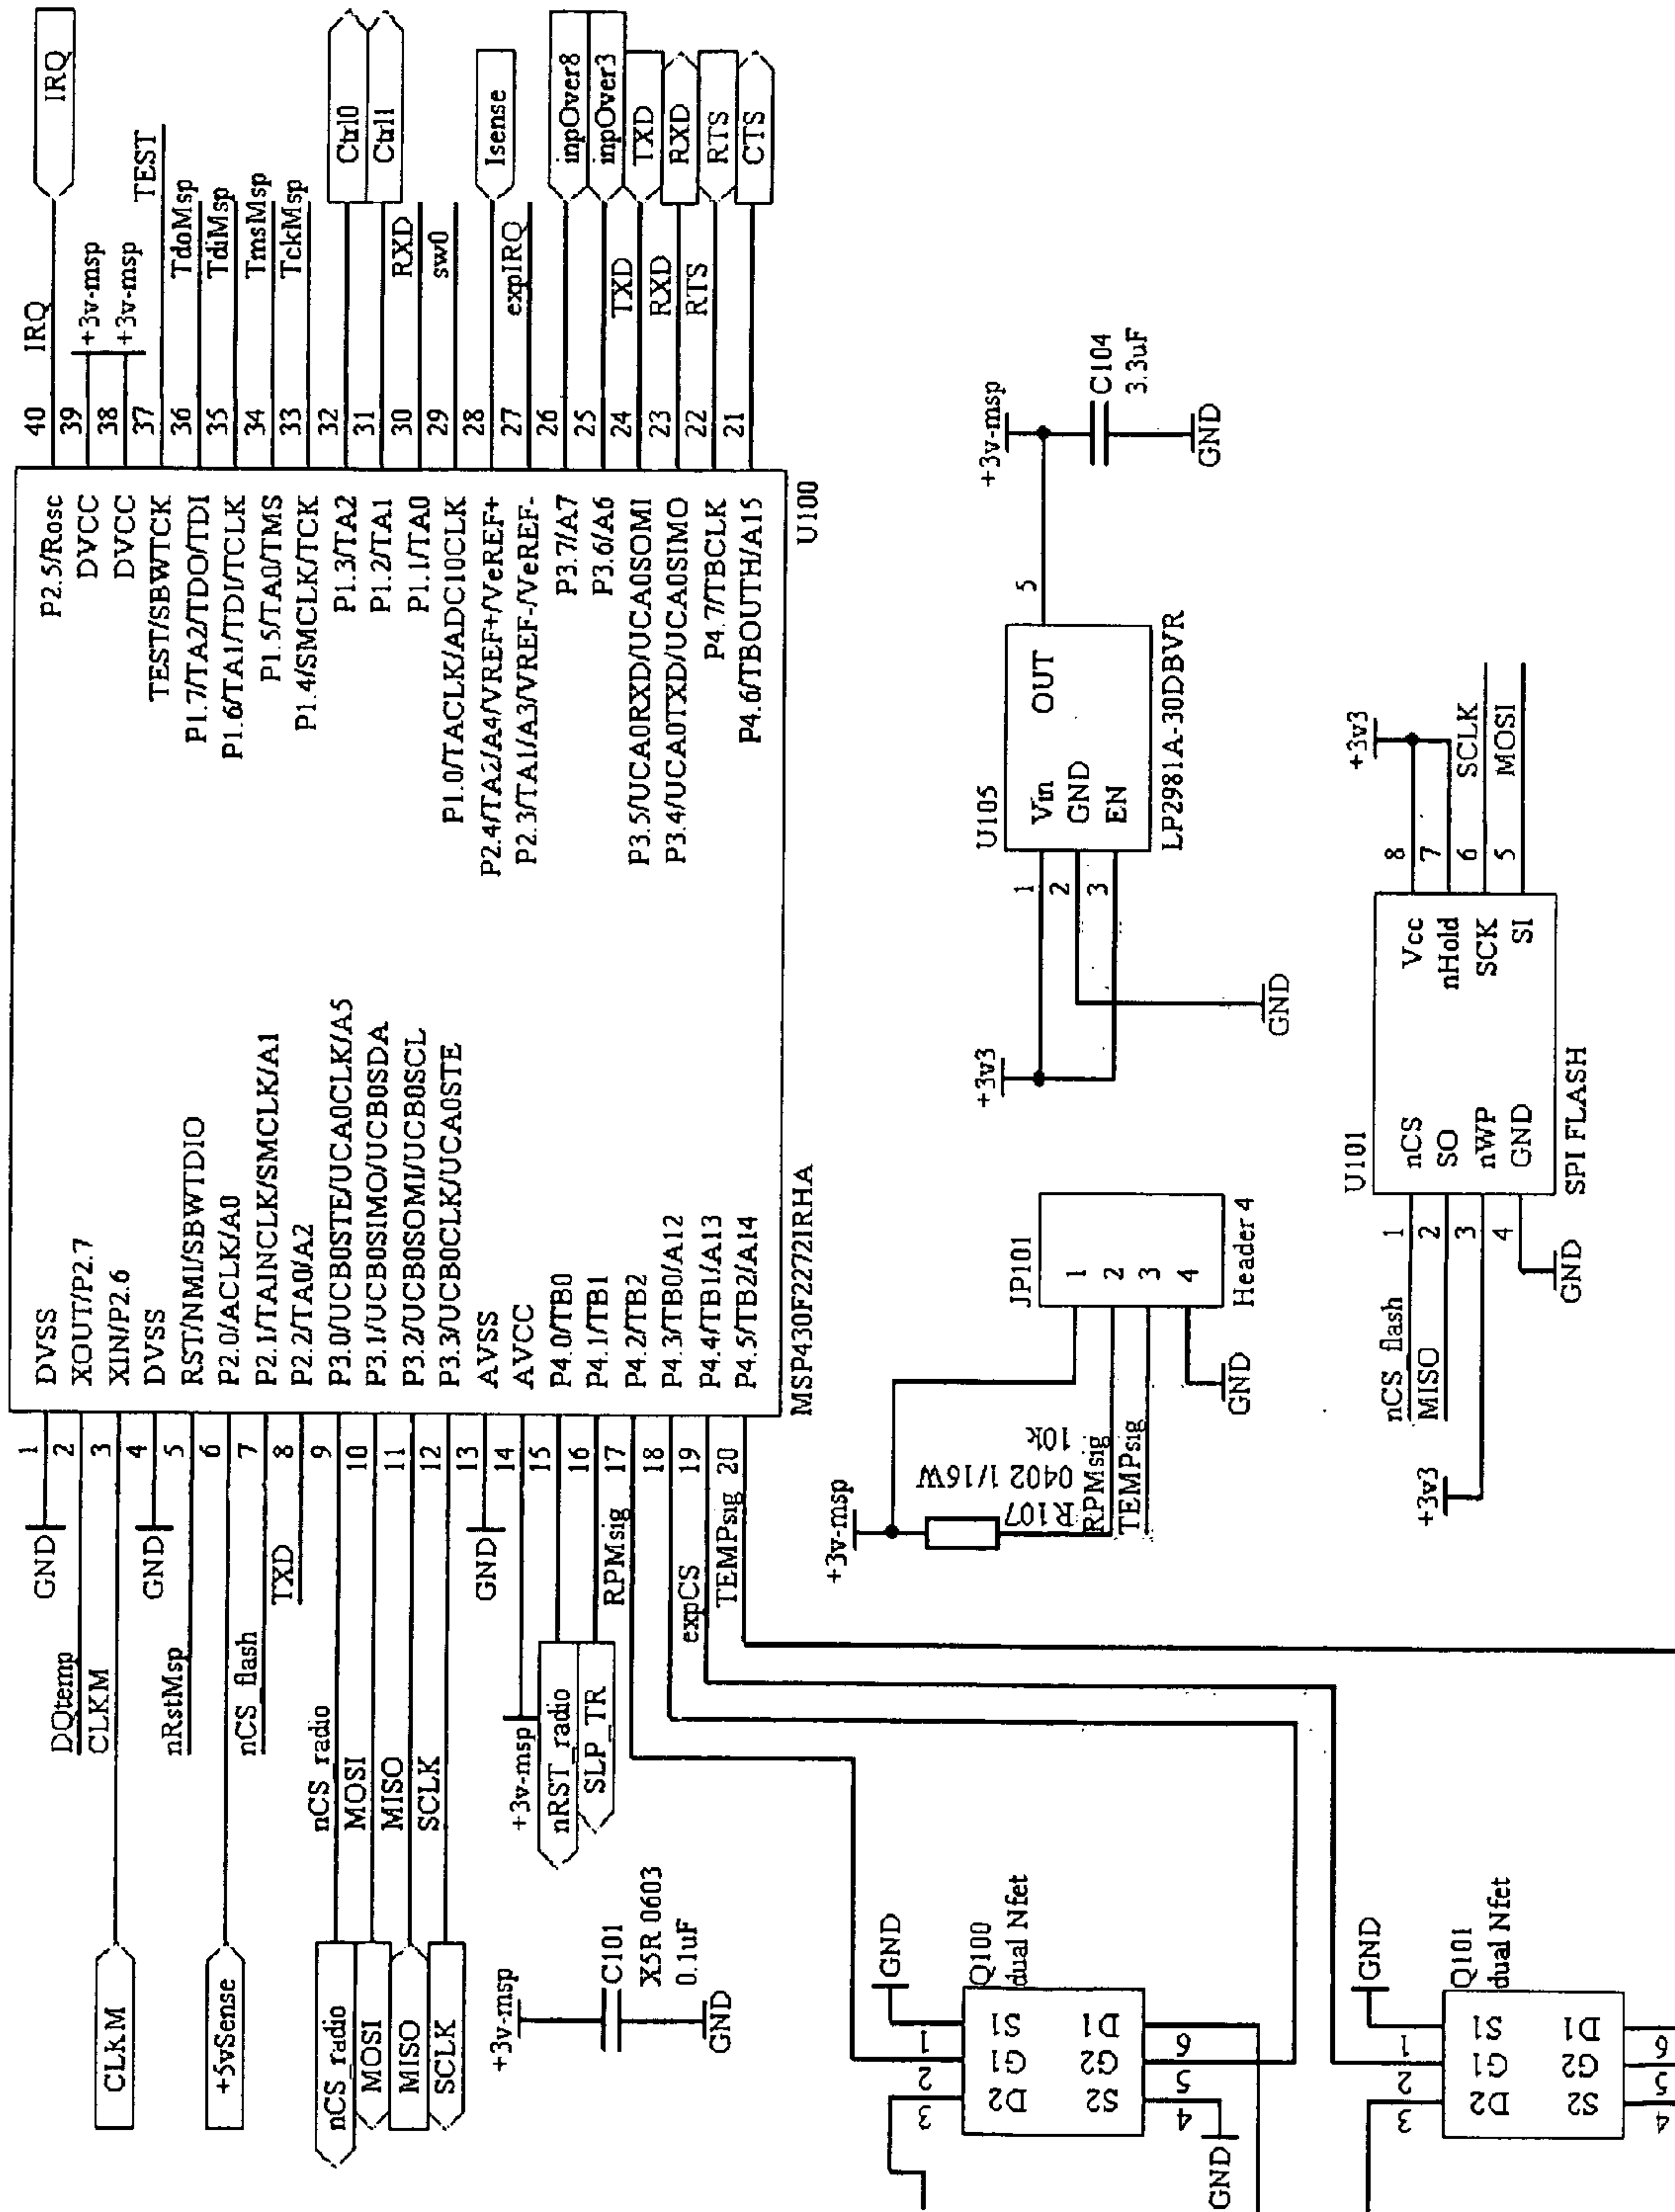 IRQ
IRQ
+3v-msp
+3v-msp
TEST
TdoMsp
TdiMsp
TmsMsp
TckMsp
Ctrl0
Ctrl1
RXD
sw0
Isense
expIRQ
inpOver8
inpOver3
TXD
TXD
RXD
RXD
RTS
RTS
CTS
40
39
38
37
36
35
34
33
32
31
30
29
28
27
26
25
24
23
22
21
P2.5/Rosc
DVCC
DVCC
TEST/SBWTCK
P1.7/TA2/TDO/TDI
P1.6/TA1/TDI/TCLK
P1.5/TA0/TMS
P1.4/SMCLK/TCK
P1.3/TA2
P1.2/TA1
P1.1/TA0
P1.0/TACLK/ADC10CLK
P2.4/TA2/A4/VREF+/VeREF+
P2.3/TA1/A3/VREF-/VeREF-
P3.7/A7
P3.6/A6
P3.5/UCA0RXD/UCA0SOMI
P3.4/UCA0TXD/UCA0SIMO
P4.7/TBCLK
P4.6/TBOUTH/A15
U100
DVSS
XOUT/P2.7
XIN/P2.6
DVSS
RST/NMI/SBWTDIO
P2.0/ACLK/A0
P2.1/TAINCLK/SMCLK/A1
P2.2/TA0/A2
P3.0/UCB0STE/UCA0CLK/A5
P3.1/UCB0SIMO/UCB0SDA
P3.2/UCB0SOMI/UCB0SCL
P3.3/UCB0CLK/UCA0STE
AVSS
AVCC
P4.0/TB0
P4.1/TB1
P4.2/TB2
P4.3/TB0/A12
P4.4/TB1/A13
P4.5/TB2/A14
MSP430F2272IRHA
1
2
3
4
5
6
7
8
9
10
11
12
13
14
15
16
17
18
19
20
GND
DQtemp
CLKM
CLKM
GND
nRstMsp
+5vSense
nCS_flash
TXD
nCS_radio
nCS_radio
MOSI
MOSI
MISO
MISO
SCLK
SCLK
GND
+3v-msp
nRST_radio
SLP_TR
RPMsig
expCS
TEMPsig
+3v-msp
C101
X5R 0603
0.1uF
GND
+3v-msp
R107
0402 1/16W
10k
RPMsig
TEMPsig
JP101
1
2
3
4
Header 4
GND
U105
Vin
GND
EN
OUT
1
2
3
5
LP2981A-30DBVR
+3v3
GND
+3v-msp
C104
3.3uF
GND
U101
nCS
SO
nWP
GND
Vcc
nHold
SCK
SI
1
2
3
4
8
7
6
5
SPI FLASH
nCS_flash
MISO
+3v3
GND
+3v3
SCLK
MOSI
GND
Q100
dual Nfet
S1
G1
D2
D1
G2
S2
1
2
3
6
5
4
GND
GND
Q101
dual Nfet
S1
G1
D2
D1
G2
S2
1
2
3
6
5
4